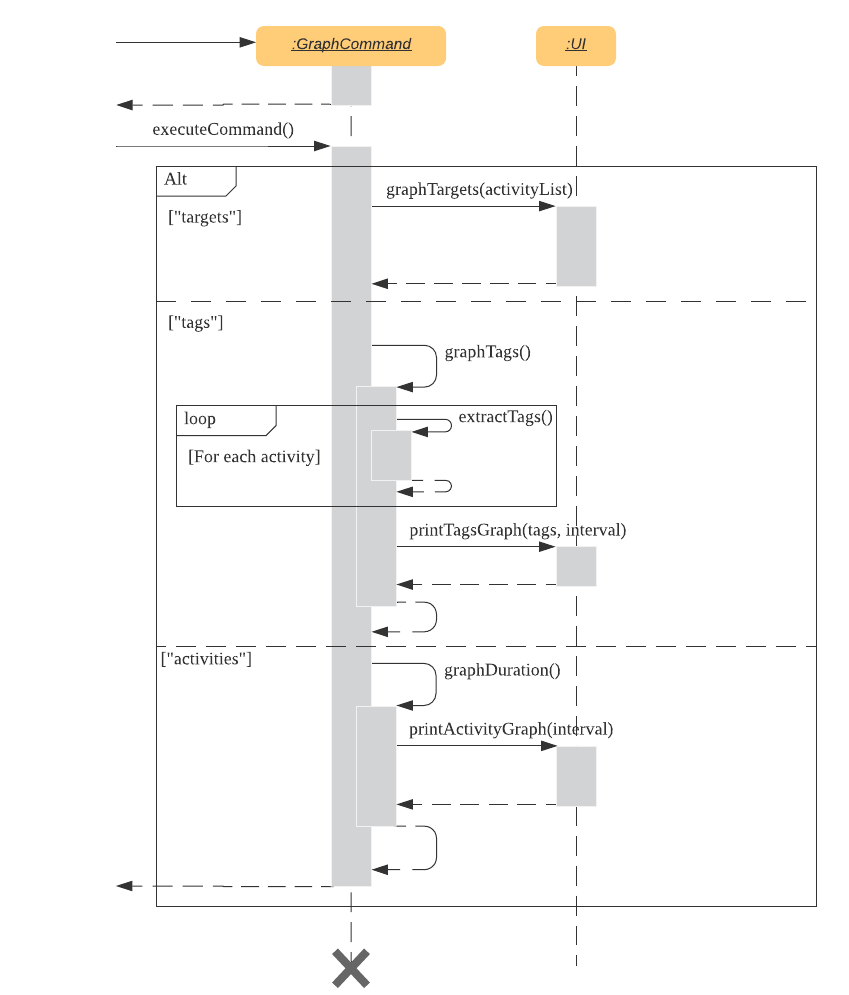 :GraphCommand
:UI
executeCommand()
Alt
graphTargets(activityList)
["targets"]
["tags"]
graphTags()
loop
extractTags()
[For each activity]
printTagsGraph(tags, interval)
["activities"]
graphDuration()
printActivityGraph(interval)